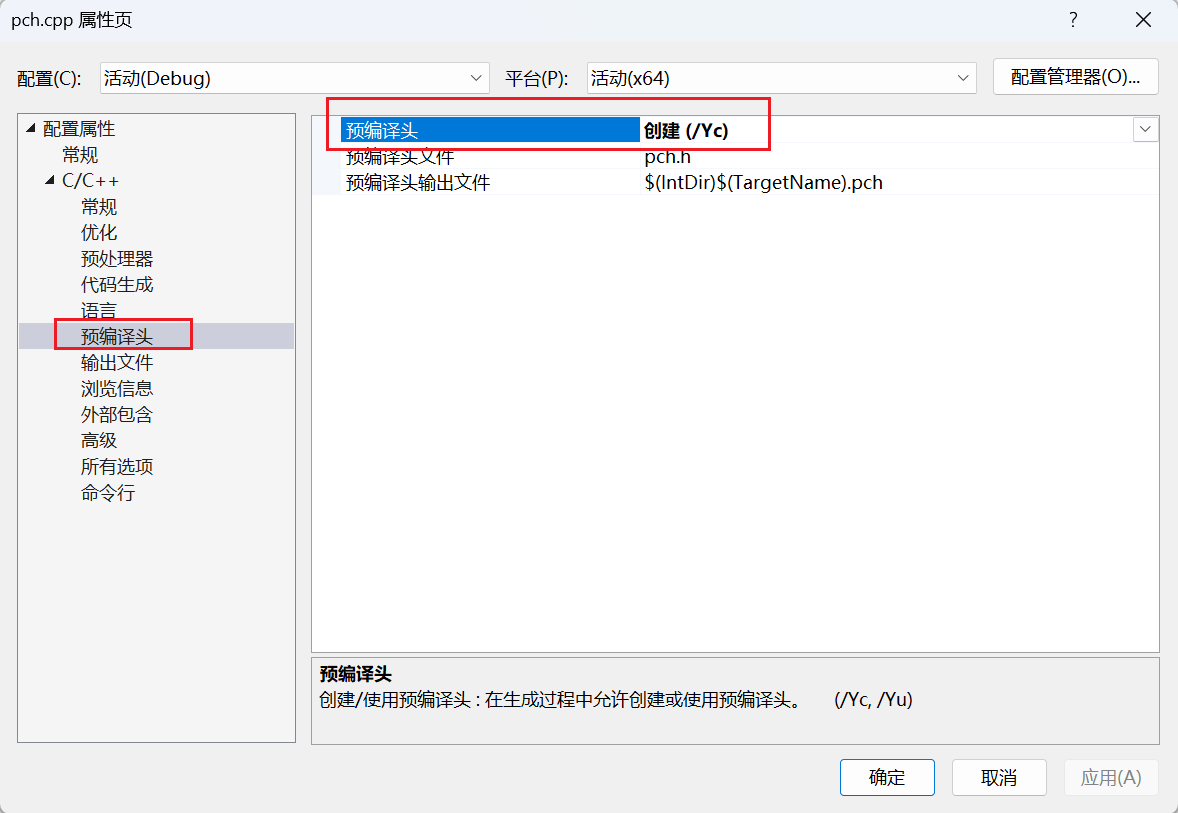 pch.cpp 属性页
?
配置(C): 活动(Debug) 平台(P): 活动(x64) 配置管理器(O)...
配置属性
常规
C/C++
常规
优化
预处理器
代码生成
语言
预编译头
输出文件
浏览信息
外部包含
高级
所有选项
命令行
预编译头 创建 (/Yc)
预编译头文件 pch.h
预编译头输出文件 $(IntDir)$(TargetName).pch
预编译头
创建/使用预编译头 : 在生成过程中允许创建或使用预编译头。 (/Yc, /Yu)
确定 取消 应用(A)